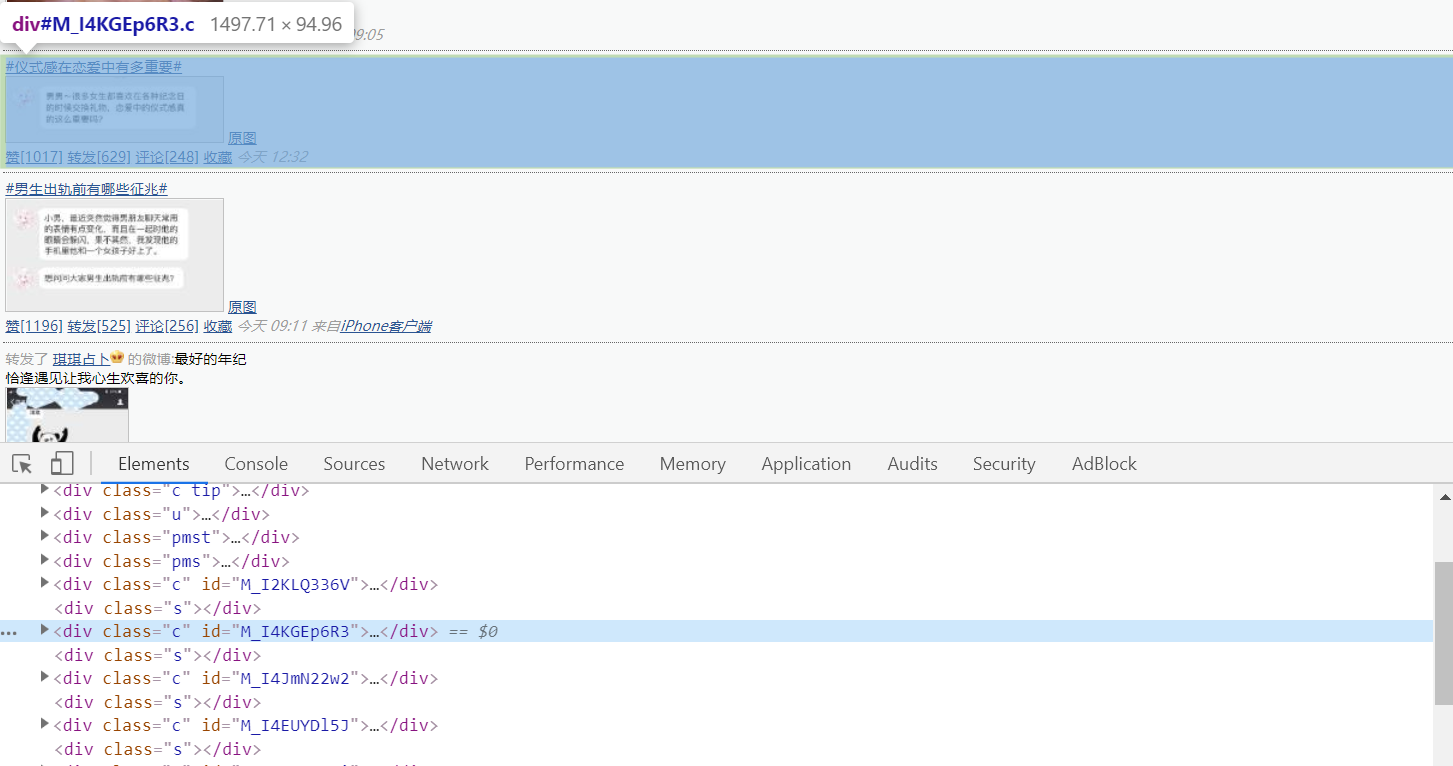 div#M_I4KGEp6R3.c 1497.71 × 94.96
09:05
#仪式感在恋爱中有多重要#
男男～很多女生都喜欢在各种纪念日
的时候交换礼物，恋爱中的仪式感真
的这么重要吗？
原图
赞[1017] 转发[629] 评论[248] 收藏 今天 12:32
#男生出轨前有哪些征兆#
小男，最近突然觉得男朋友聊天常用
的表情有点变化，而且在一起时他的
眼睛会躲闪，果不其然，我发现他的
手机里他和一个女孩子好上了。
想问问大家男生出轨前有哪些征兆？
原图
赞[1196] 转发[525] 评论[256] 收藏 今天 09:11 来自iPhone客户端
转发了 琪琪占卜 的微博:最好的年纪
恰逢遇见让我心生欢喜的你。
Elements Console Sources Network Performance Memory Application Audits Security AdBlock
<div class="c tip">…</div>
<div class="u">…</div>
<div class="pmst">…</div>
<div class="pms">…</div>
<div class="c" id="M_I2KLQ336V">…</div>
<div class="s"></div>
... <div class="c" id="M_I4KGEp6R3">…</div> == $0
<div class="s"></div>
<div class="c" id="M_I4JmN22w2">…</div>
<div class="s"></div>
<div class="c" id="M_I4EUYDl5J">…</div>
<div class="s"></div>